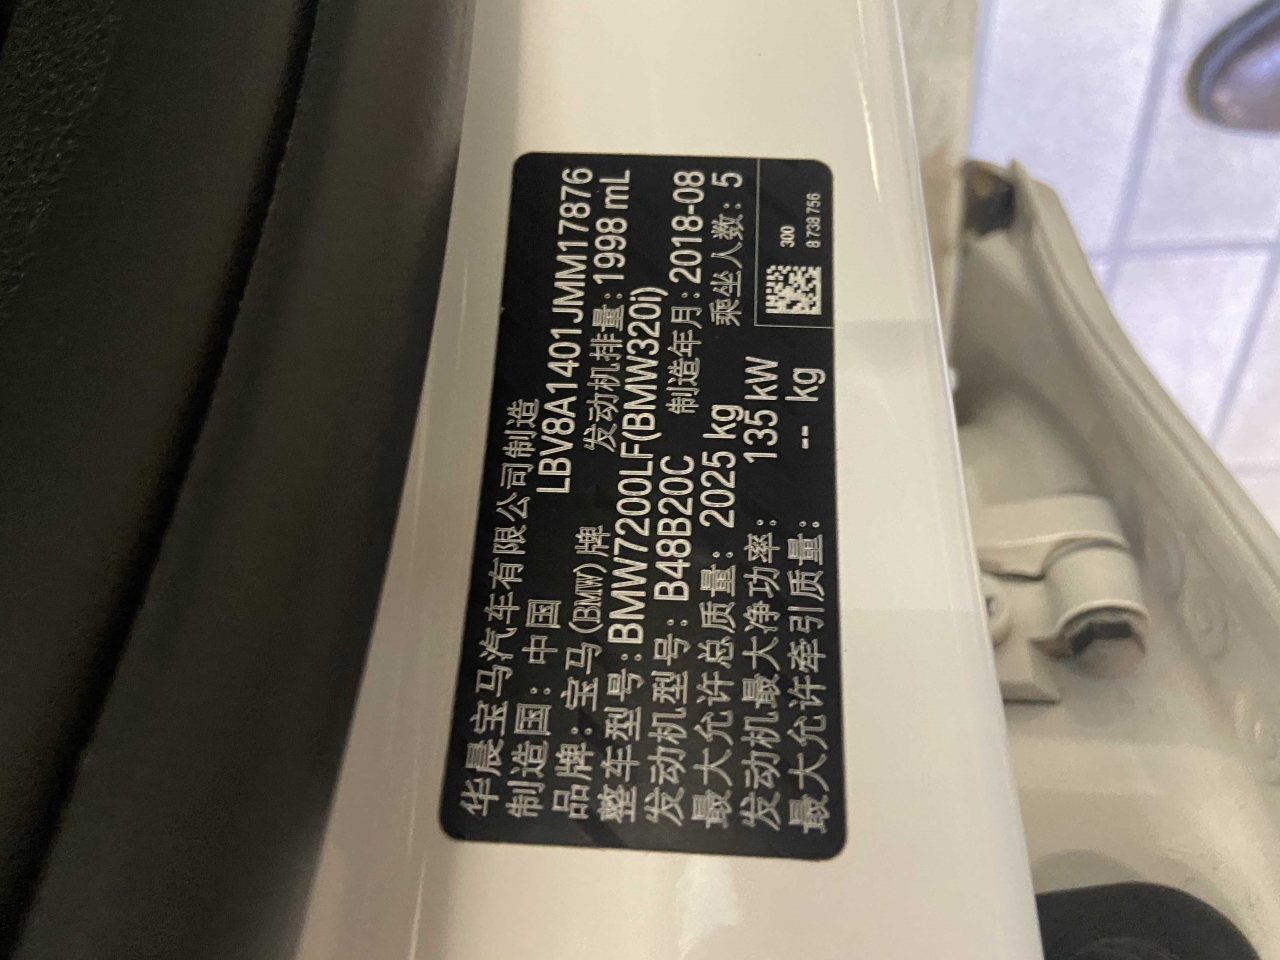 华晨宝马汽车有限公司制造
制造国：中国 LBV8A1401JMM17876
品牌：宝马(BMW)牌 发动机排量：1998 mL
整车型号：BMW7200LF(BMW320i)
发动机型号：B48B20C 制造年月：2018-08
最大允许总质量：2025 kg 乘坐人数：5
发动机最大净功率：135 kW
最大允许牵引质量：-- kg
300
8 738 756